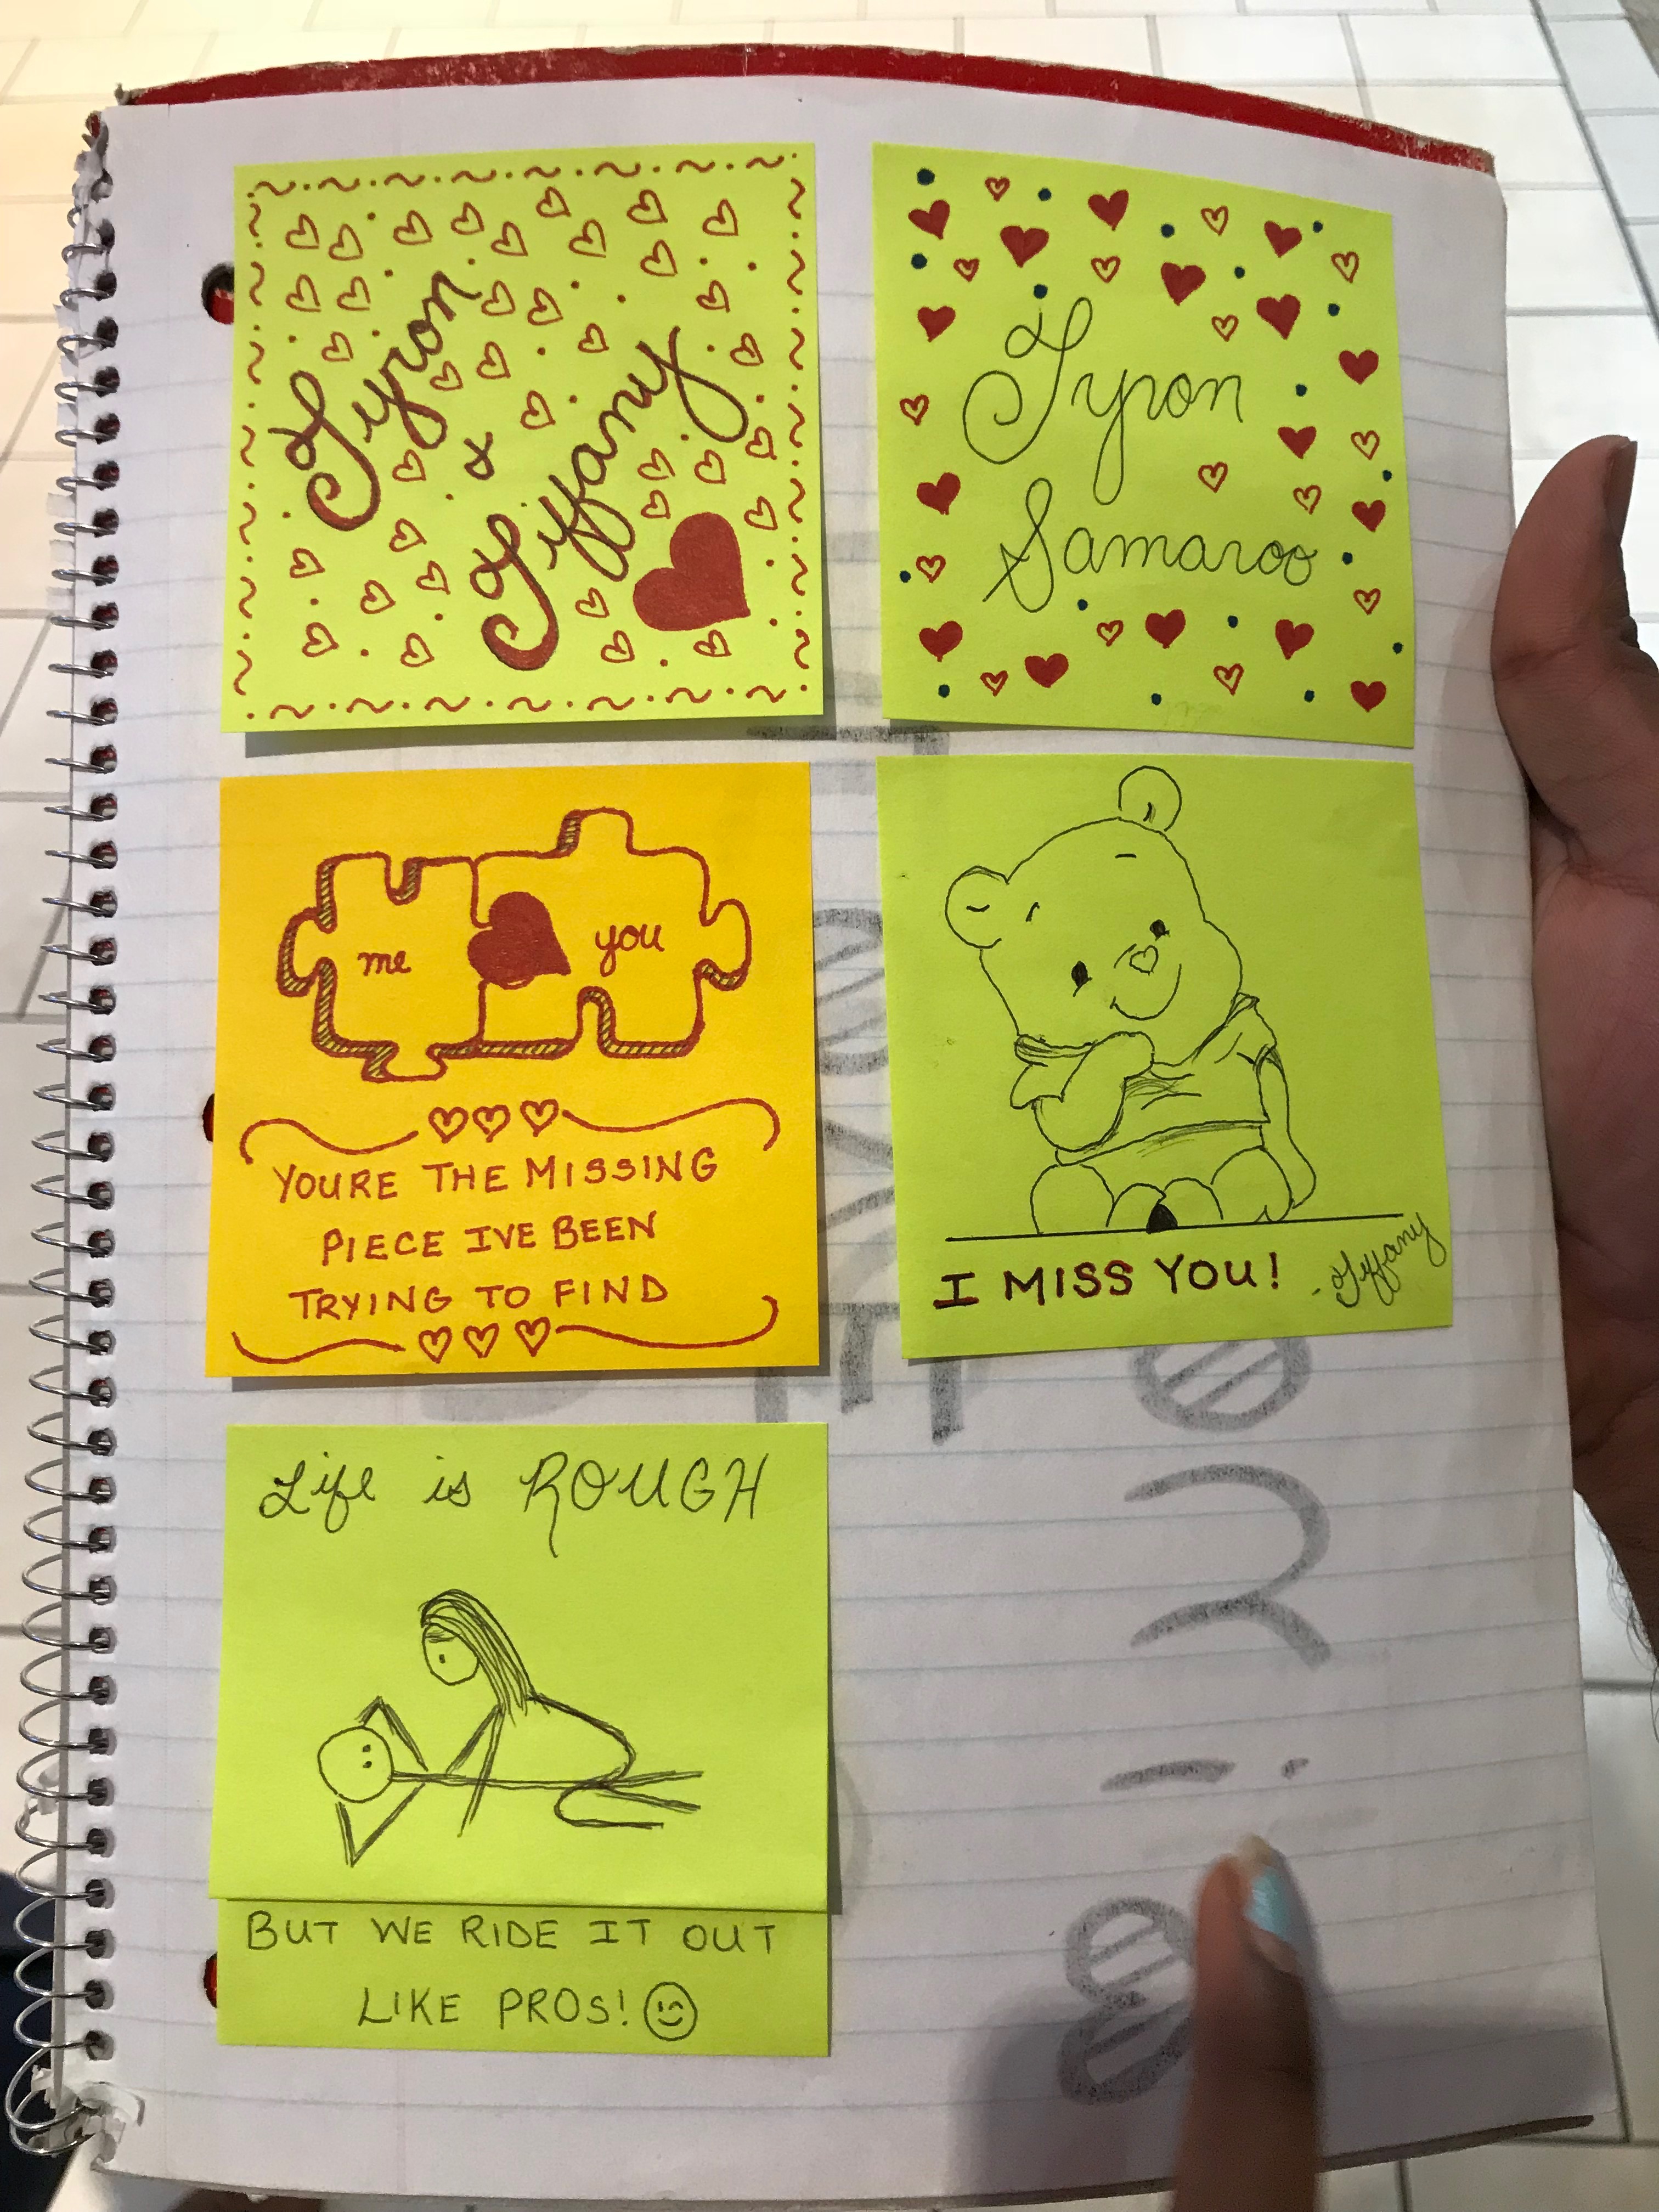 Tyron
x
Tiffany
Tyron
Samaroo
me
you
YOURE THE MISSING
PIECE IVE BEEN
TRYING TO FIND
I MISS YOU!
-Tiffany
Life is ROUGH
BUT WE RIDE IT OUT
LIKE PROS!